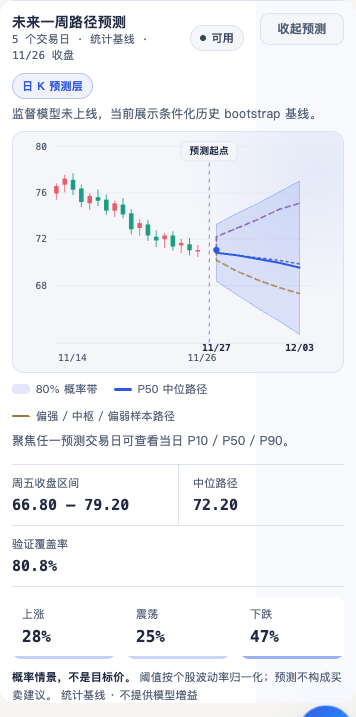 未来一周路径预测
5 个交易日 · 统计基线 ·
11/26 收盘
可用
收起预测
日 K 预测层
监督模型未上线，当前展示条件化历史 bootstrap 基线。
预测起点
80
76
72
68
11/27
12/03
11/14
11/26
80% 概率带
P50 中位路径
偏强 / 中枢 / 偏弱样本路径
聚焦任一预测交易日可查看当日 P10 / P50 / P90。
周五收盘区间
中位路径
66.80 — 79.20
72.20
验证覆盖率
80.8%
上涨
震荡
下跌
28%
25%
47%
概率情景，不是目标价。 阈值按个股波动率归一化；预测不构成买
卖建议。 统计基线 · 不提供模型增益